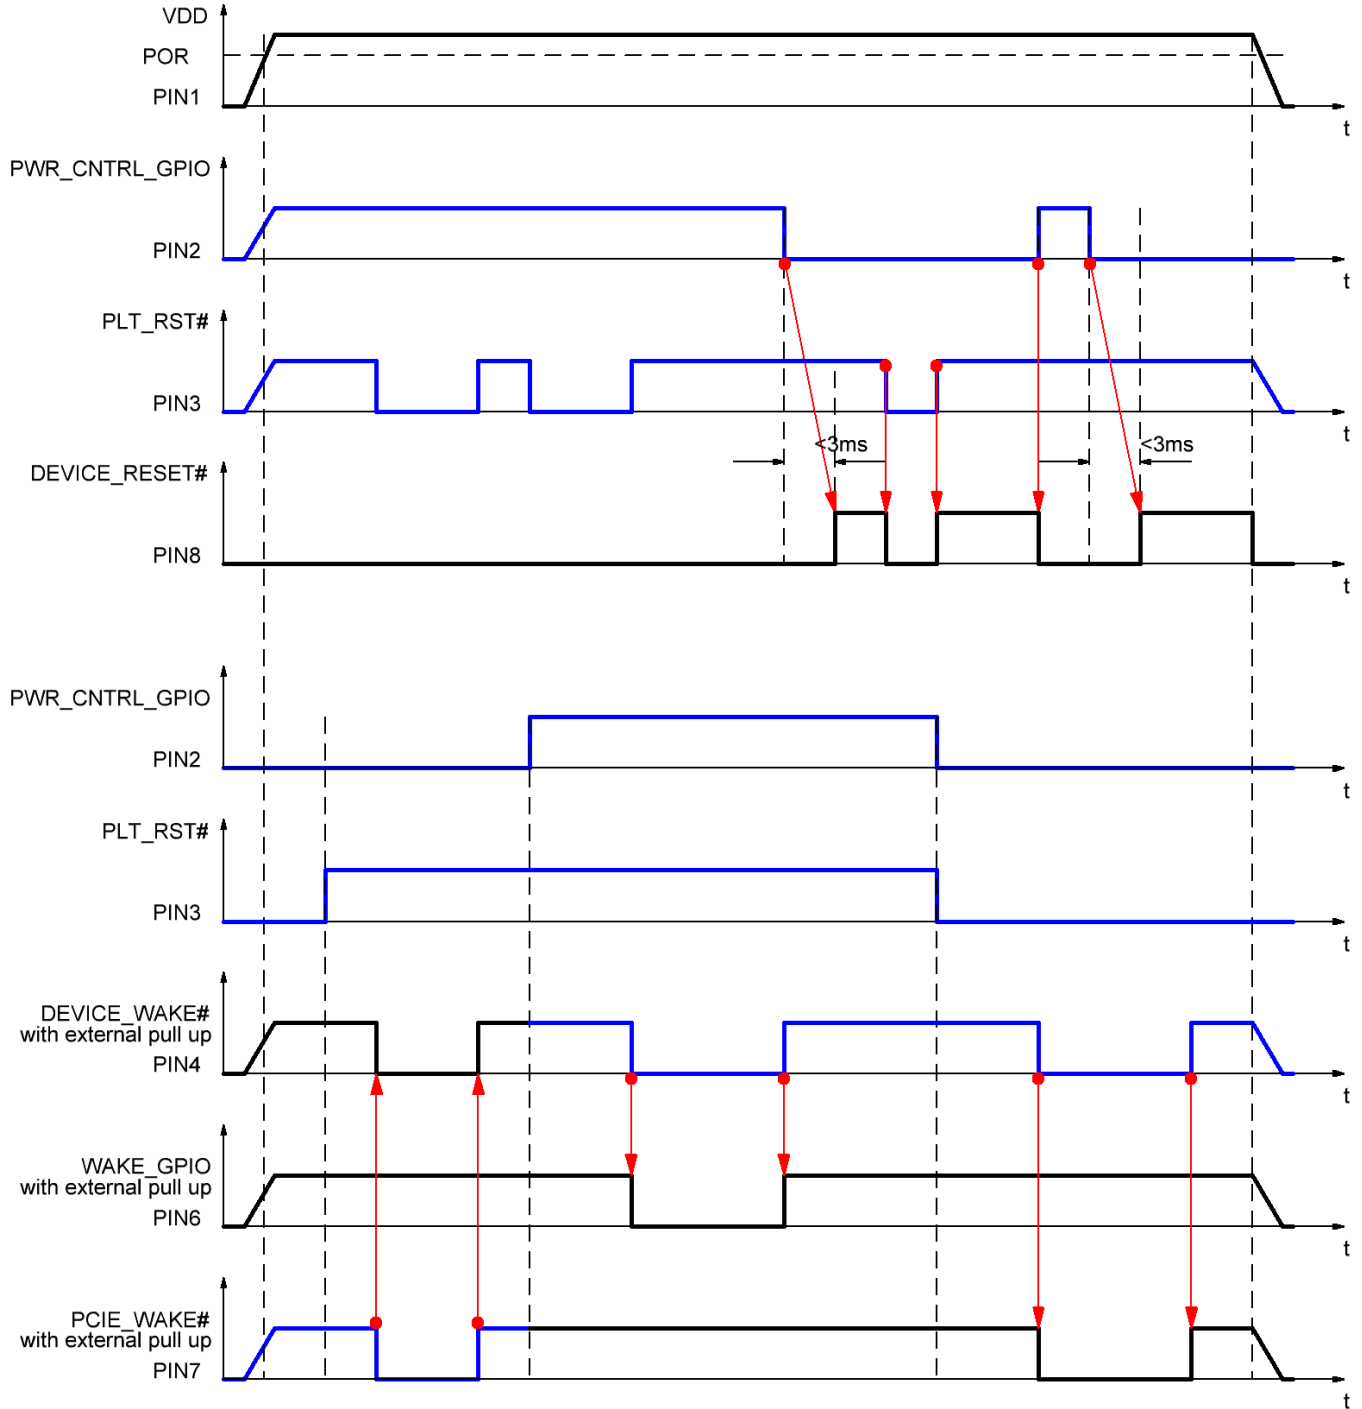 VDD
POR
PIN1
t
PWR_CNTRL_GPIO
PIN2
t
PLT_RST#
PIN3
t
<3ms
<3ms
DEVICE_RESET#
PIN8
t
PWR_CNTRL_GPIO
PIN2
t
PLT_RST#
PIN3
t
DEVICE_WAKE#
with external pull up
PIN4
t
WAKE_GPIO
with external pull up
PIN6
t
PCIE_WAKE#
with external pull up
PIN7
t